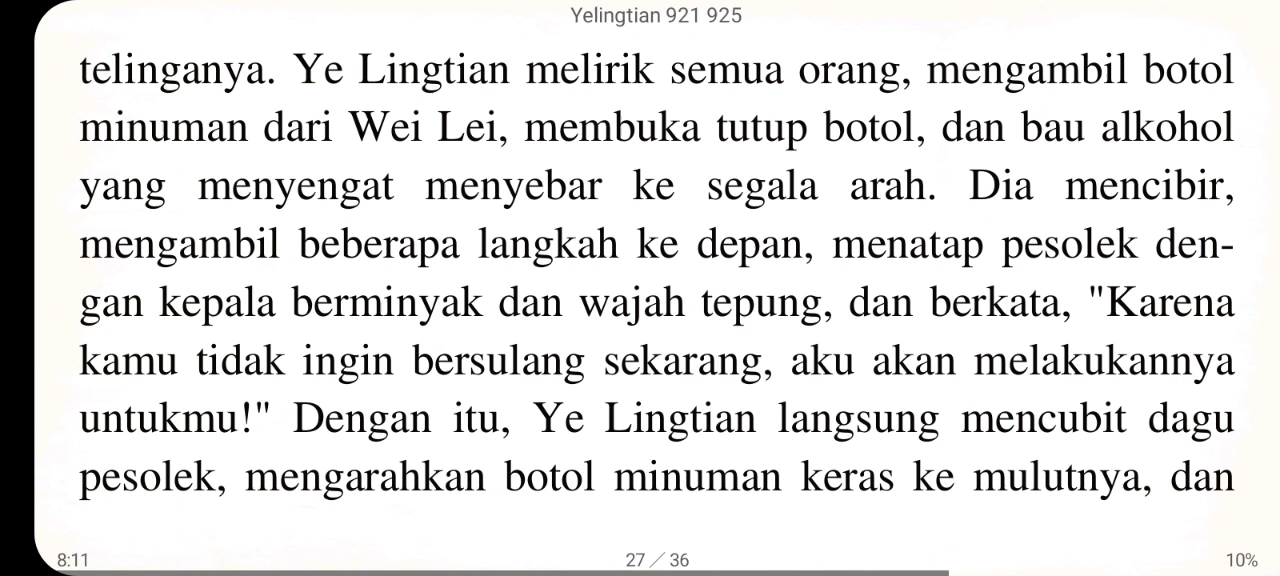 Yelingtian 921 925
telinganya. Ye Lingtian melirik semua orang, mengambil botol
minuman dari Wei Lei, membuka tutup botol, dan bau alkohol
yang menyengat menyebar ke segala arah. Dia mencibir,
mengambil beberapa langkah ke depan, menatap pesolek den-
gan kepala berminyak dan wajah tepung, dan berkata, "Karena
kamu tidak ingin bersulang sekarang, aku akan melakukannya
untukmu!" Dengan itu, Ye Lingtian langsung mencubit dagu
pesolek, mengarahkan botol minuman keras ke mulutnya, dan
8:11 27 / 36 10%